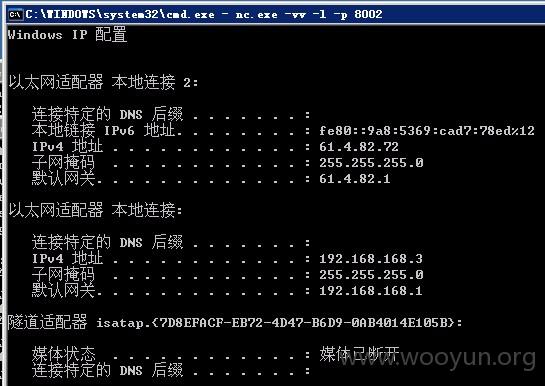 C:\WINDOWS\system32\cmd.exe - nc.exe -vv -l -p 8002
Windows IP 配置
以太网适配器 本地连接 2:
连接特定的 DNS 后缀 . . . . . . . :
本地链接 IPv6 地址. . . . . . . . : fe80::9a8:5369:cad7:78ed%12
IPv4 地址 . . . . . . . . . . . . : 61.4.82.72
子网掩码 . . . . . . . . . . . . : 255.255.255.0
默认网关. . . . . . . . . . . . . : 61.4.82.1
以太网适配器 本地连接:
连接特定的 DNS 后缀 . . . . . . . :
IPv4 地址 . . . . . . . . . . . . : 192.168.168.3
子网掩码 . . . . . . . . . . . . : 255.255.255.0
默认网关. . . . . . . . . . . . . : 192.168.168.1
隧道适配器 isatap.{7D8EFACF-EB72-4D47-B6D9-0AB4014E105B}:
媒体状态 . . . . . . . . . . . . : 媒体已断开
连接特定的 DNS 后缀 . . . . . . . :
www.wooyun.org